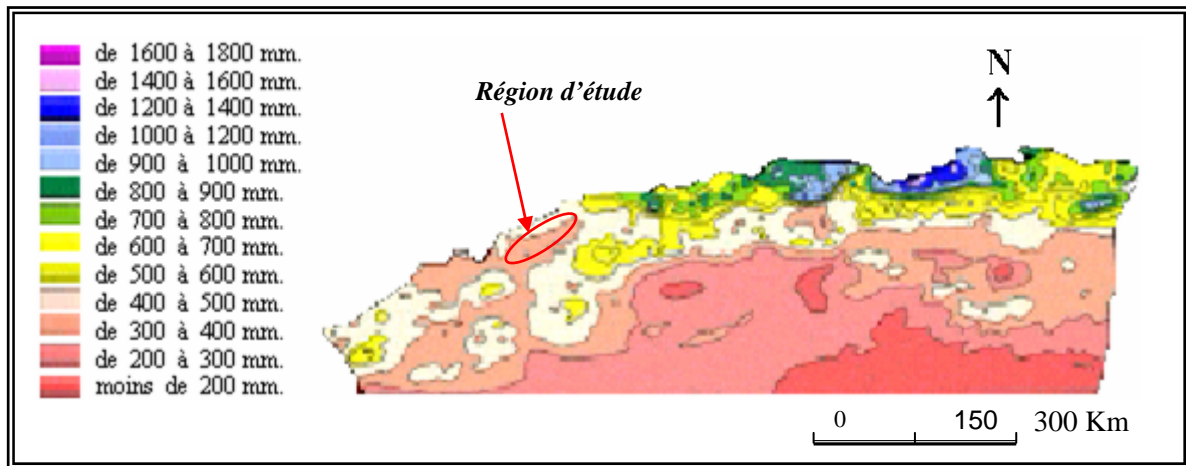 de 1600 à 1800 mm.
de 1400 à 1600 mm.
de 1200 à 1400 mm.
de 1000 à 1200 mm.
de 900 à 1000 mm.
de 800 à 900 mm.
de 700 à 800 mm.
de 600 à 700 mm.
de 500 à 600 mm.
de 400 à 500 mm.
de 300 à 400 mm.
de 200 à 300 mm.
moins de 200 mm.
Région d'étude
N
0 150 300 Km